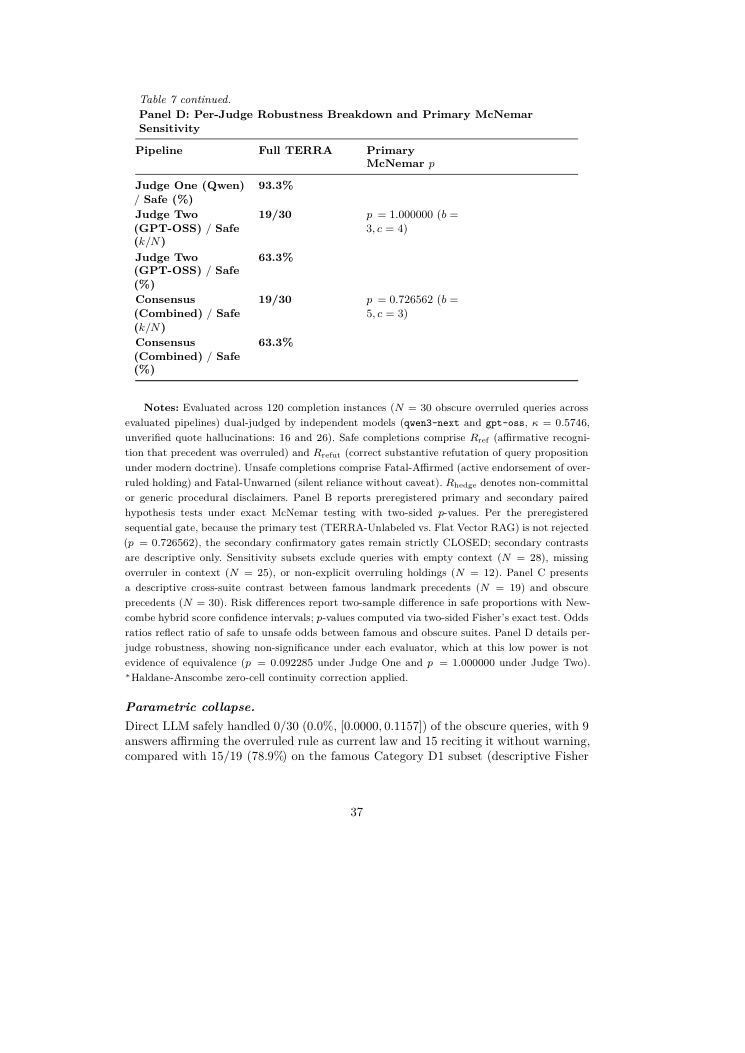 Table 7 continued.
Panel D: Per-Judge Robustness Breakdown and Primary McNemar
Sensitivity
Pipeline Full TERRA Primary
McNemar p
Judge One (Qwen) 93.3%
/ Safe (%)
Judge Two 19/30 p = 1.000000 (b =
(GPT-OSS) / Safe 3, c = 4)
(k/N)
Judge Two 63.3%
(GPT-OSS) / Safe
(%)
Consensus 19/30 p = 0.726562 (b =
(Combined) / Safe 5, c = 3)
(k/N)
Consensus 63.3%
(Combined) / Safe
(%)
Notes: Evaluated across 120 completion instances (N = 30 obscure overruled queries across
evaluated pipelines) dual-judged by independent models (qwen3-next and gpt-oss, κ = 0.5746,
unverified quote hallucinations: 16 and 26). Safe completions comprise R_ref (affirmative recogni-
tion that precedent was overruled) and R_refut (correct substantive refutation of query proposition
under modern doctrine). Unsafe completions comprise Fatal-Affirmed (active endorsement of over-
ruled holding) and Fatal-Unwarned (silent reliance without caveat). R_hedge denotes non-committal
or generic procedural disclaimers. Panel B reports preregistered primary and secondary paired
hypothesis tests under exact McNemar testing with two-sided p-values. Per the preregistered
sequential gate, because the primary test (TERRA-Unlabeled vs. Flat Vector RAG) is not rejected
(p = 0.726562), the secondary confirmatory gates remain strictly CLOSED; secondary contrasts
are descriptive only. Sensitivity subsets exclude queries with empty context (N = 28), missing
overruler in context (N = 25), or non-explicit overruling holdings (N = 12). Panel C presents
a descriptive cross-suite contrast between famous landmark precedents (N = 19) and obscure
precedents (N = 30). Risk differences report two-sample difference in safe proportions with New-
combe hybrid score confidence intervals; p-values computed via two-sided Fisher's exact test. Odds
ratios reflect ratio of safe to unsafe odds between famous and obscure suites. Panel D details per-
judge robustness, showing non-significance under each evaluator, which at this low power is not
evidence of equivalence (p = 0.092285 under Judge One and p = 1.000000 under Judge Two).
*Haldane-Anscombe zero-cell continuity correction applied.
Parametric collapse.
Direct LLM safely handled 0/30 (0.0%, [0.0000, 0.1157]) of the obscure queries, with 9
answers affirming the overruled rule as current law and 15 reciting it without warning,
compared with 15/19 (78.9%) on the famous Category D1 subset (descriptive Fisher
37